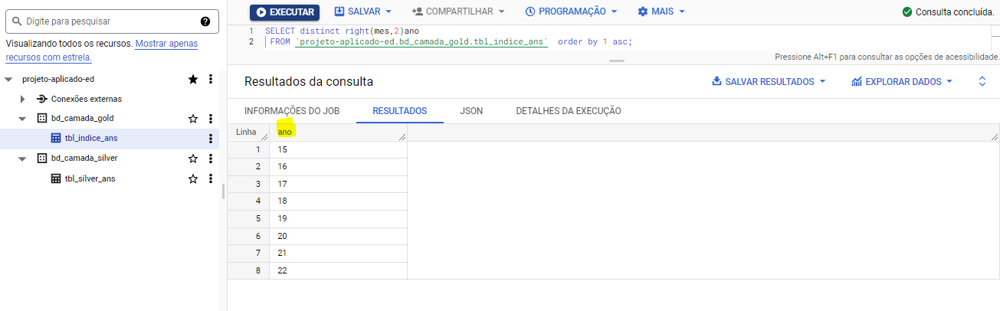 Digite para pesquisar
Visualizando todos os recursos. Mostrar apenas
recursos com estrela.
projeto-aplicado-ed
Conexões externas
bd_camada_gold
tbl_indice_ans
bd_camada_silver
tbl_silver_ans
EXECUTAR SALVAR COMPARTILHAR PROGRAMAÇÃO MAIS Consulta concluída.
1 SELECT distinct right(mes,2)ano
2 FROM `projeto-aplicado-ed.bd_camada_gold.tbl_indice_ans` order by 1 asc;
Pressione Alt+F1 para consultar as opções de acessibilidade.
Resultados da consulta SALVAR RESULTADOS EXPLORAR DADOS
INFORMAÇÕES DO JOB RESULTADOS JSON DETALHES DA EXECUÇÃO
Linha ano
1 15
2 16
3 17
4 18
5 19
6 20
7 21
8 22